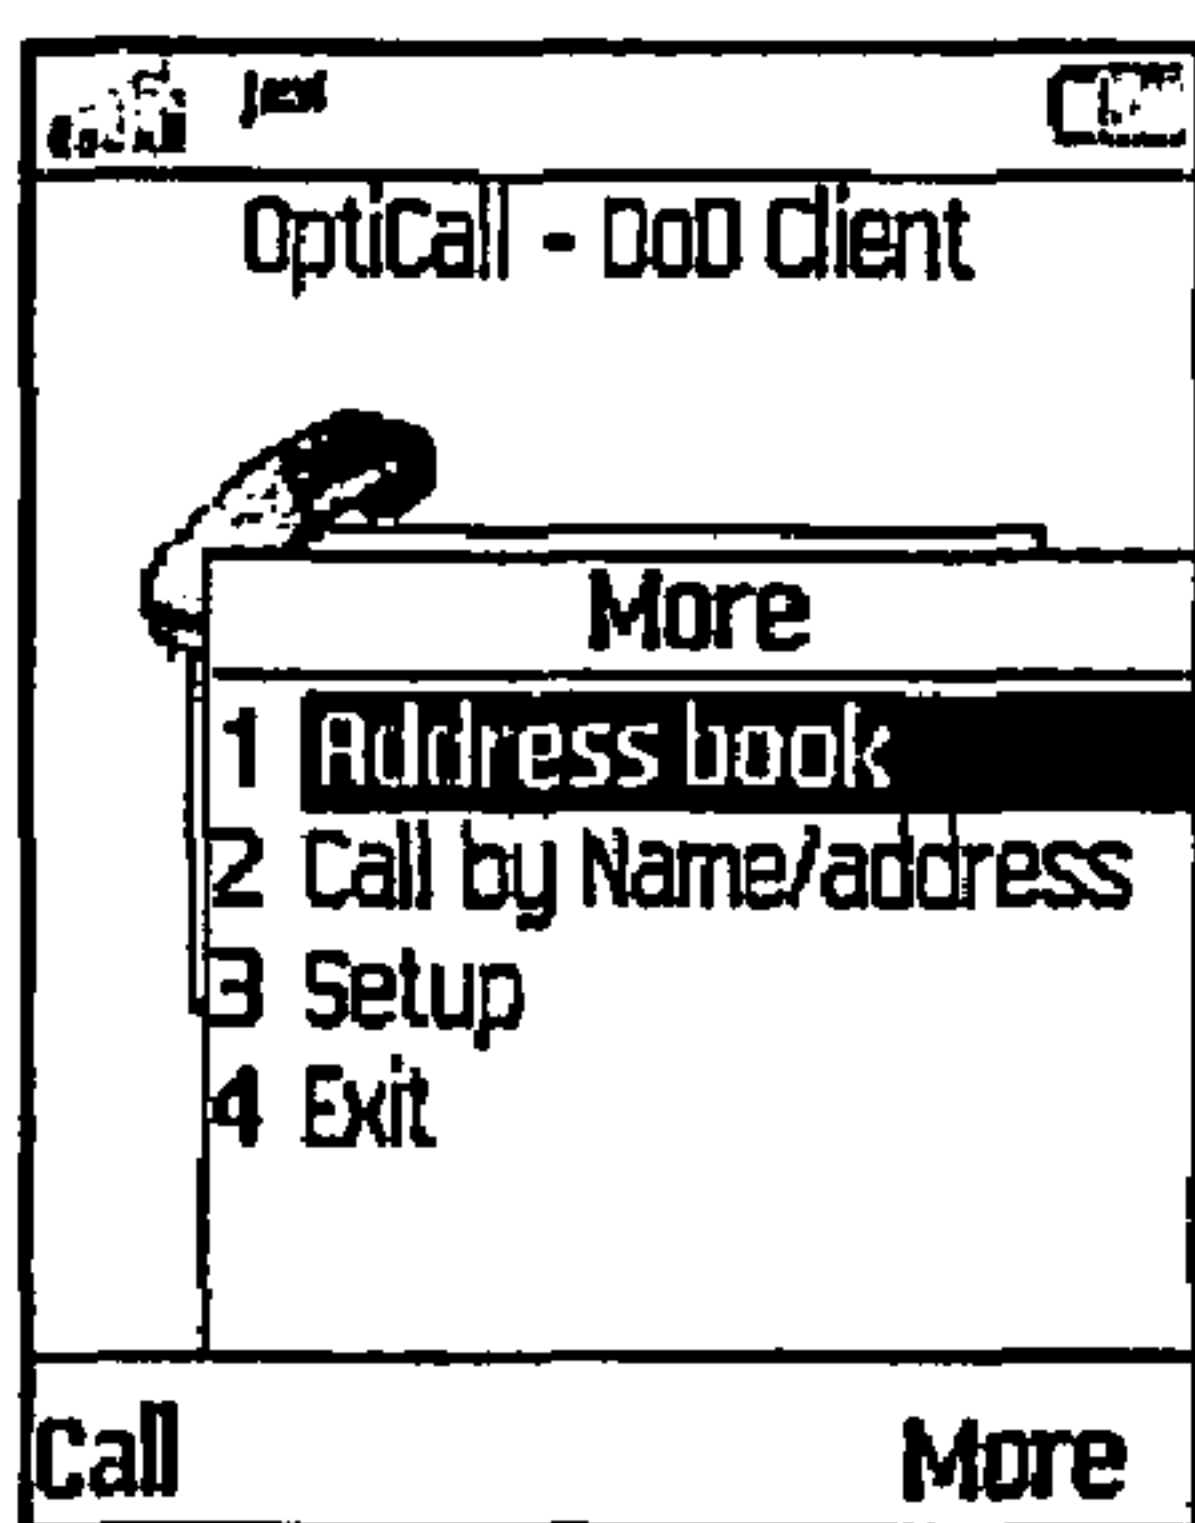 OptiCall - DoD Client
More
1 Address book
2 Call by Name/address
3 Setup
4 Exit
Call More